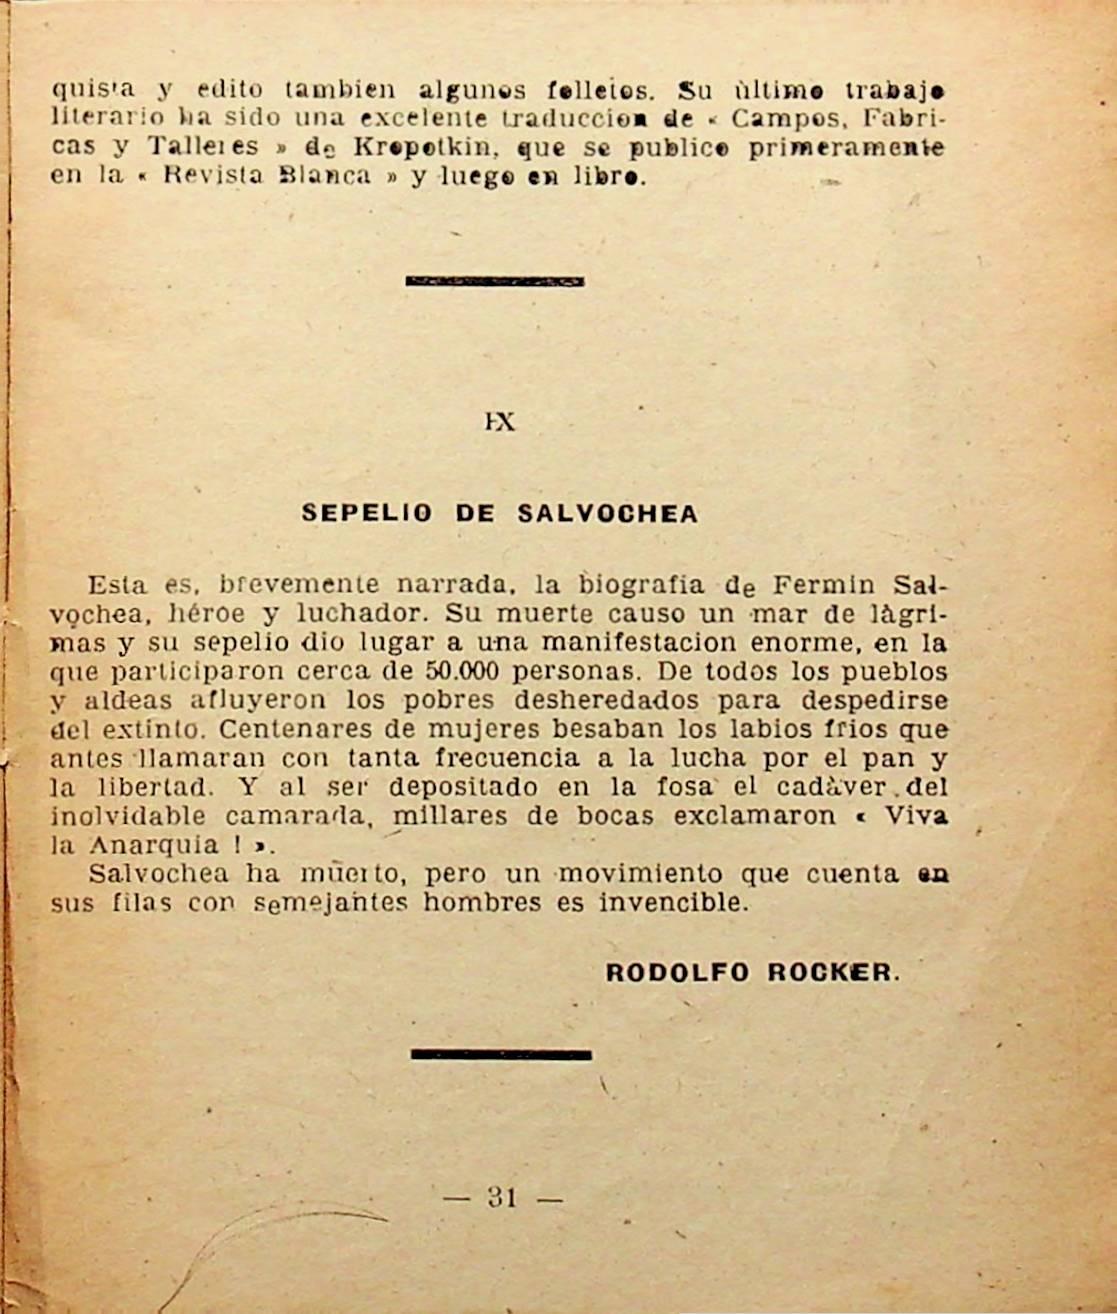 quista y edito tambien algunos folletos. Su ùltimo trabajo
literario ha sido una excelente traduccion de « Campos, Fabri-
cas y Talleres » de Kropotkin, que se publico primeramente
en la « Revista Blanca » y luego en libro.
IX
SEPELIO DE SALVOCHEA
Esta es, brevemente narrada, la biografia de Fermin Sal-
vochea, héroe y luchador. Su muerte causo un mar de làgri-
mas y su sepelio dio lugar a una manifestacion enorme, en la
que participaron cerca de 50.000 personas. De todos los pueblos
y aldeas afluyeron los pobres desheredados para despedirse
del extinto. Centenares de mujeres besaban los labios frios que
antes llamaran con tanta frecuencia a la lucha por el pan y
la libertad. Y al ser depositado en la fosa el cadàver del
inolvidable camarada, millares de bocas exclamaron « Viva
la Anarquia ! ».
Salvochea ha muerto, pero un movimiento que cuenta en
sus filas con semejantes hombres es invencible.
RODOLFO ROCKER.
— 31 —